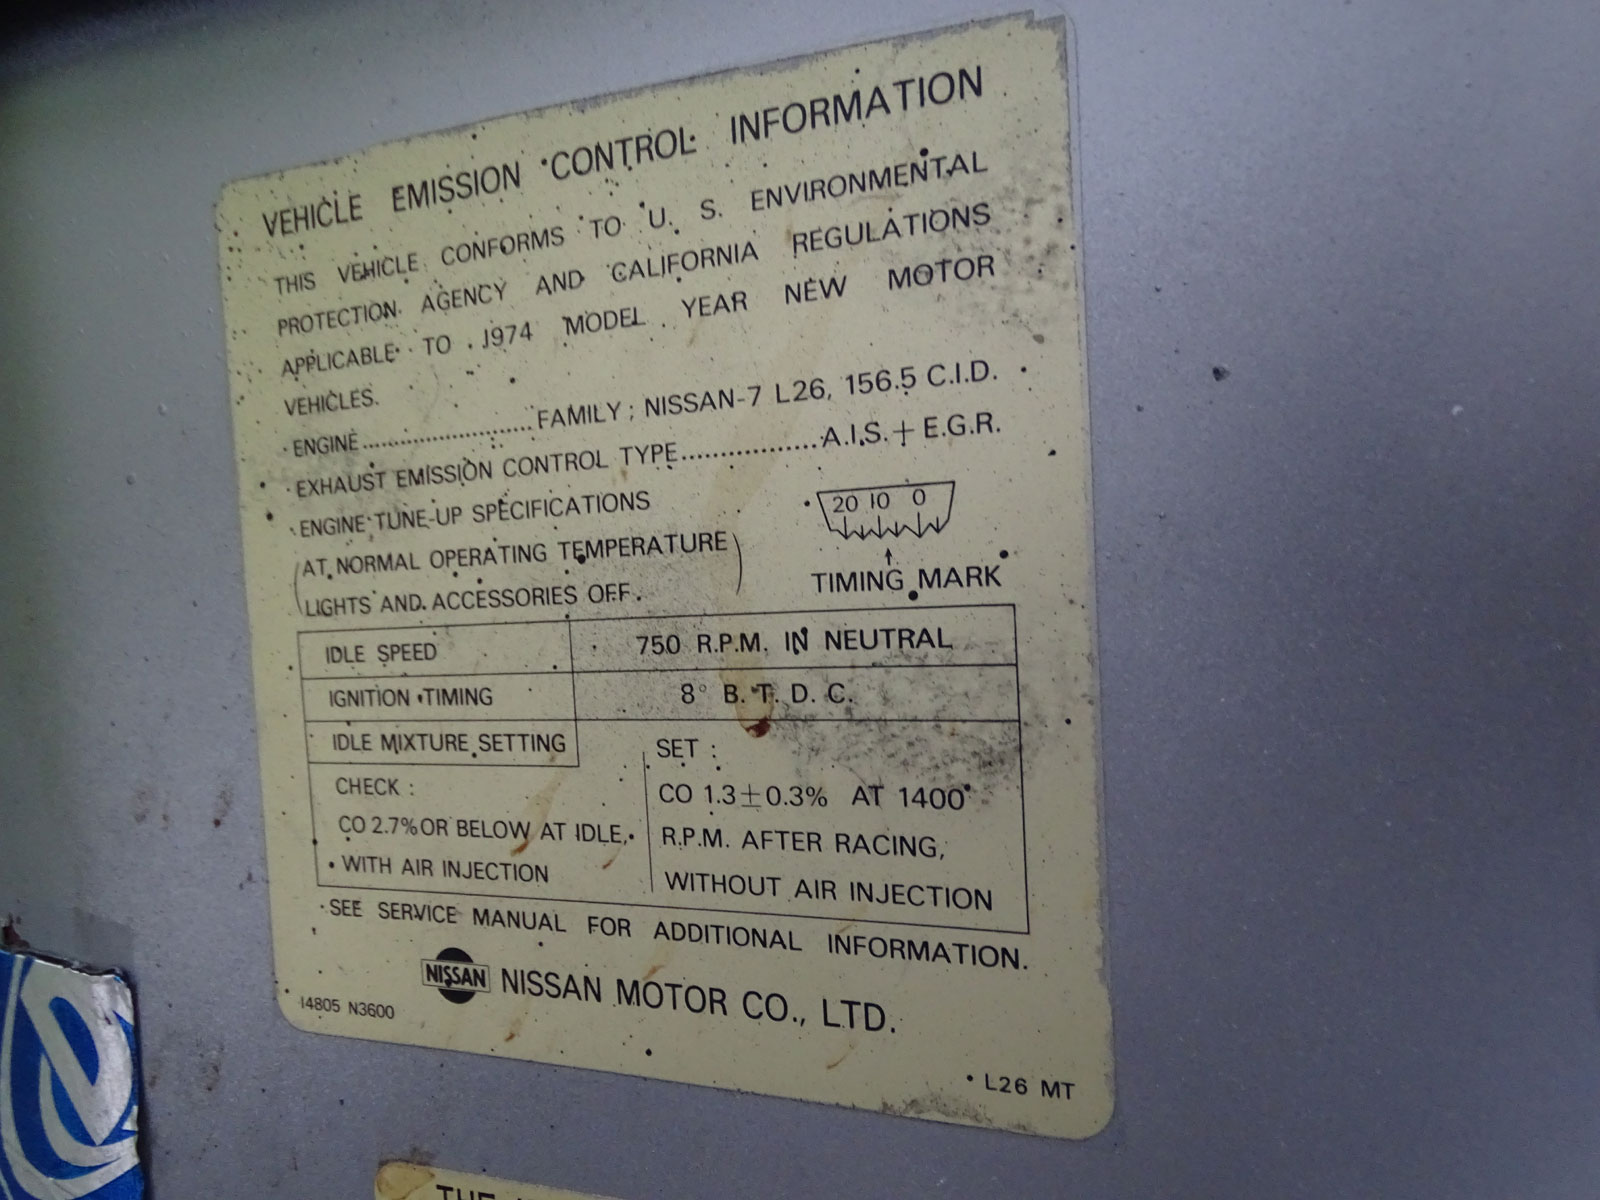 VEHICLE EMISSION CONTROL INFORMATION
THIS VEHICLE CONFORMS TO U. S. ENVIRONMENTAL
PROTECTION AGENCY AND CALIFORNIA REGULATIONS
APPLICABLE TO 1974 MODEL YEAR NEW MOTOR
VEHICLES.
ENGINE........................FAMILY ; NISSAN-7 L26, 156.5 C.I.D.
EXHAUST EMISSION CONTROL TYPE.................A.I.S.+ E.G.R.
ENGINE TUNE-UP SPECIFICATIONS
(AT NORMAL OPERATING TEMPERATURE
LIGHTS AND ACCESSORIES OFF.)
20 10 0
TIMING MARK
IDLE SPEED 750 R.P.M. IN NEUTRAL
IGNITION TIMING 8° B. T. D. C.
IDLE MIXTURE SETTING
CHECK :
CO 2.7% OR BELOW AT IDLE,
WITH AIR INJECTION
SET :
CO 1.3±0.3% AT 1400
R.P.M. AFTER RACING,
WITHOUT AIR INJECTION
SEE SERVICE MANUAL FOR ADDITIONAL INFORMATION.
NISSAN NISSAN MOTOR CO., LTD.
14805 N3600
L26 MT
THE